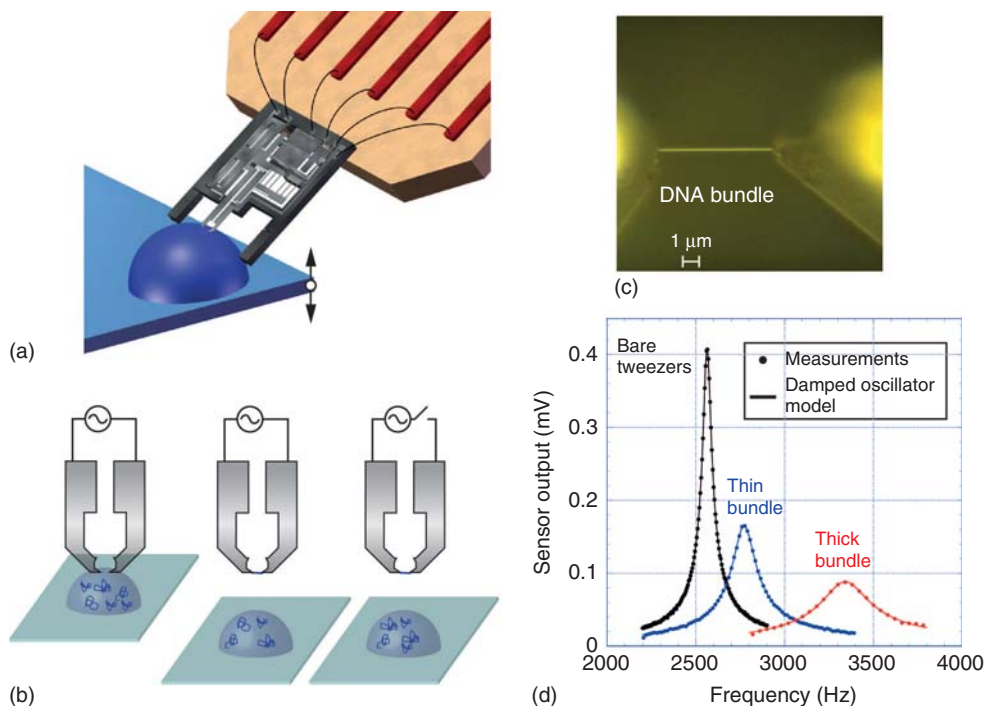 (a)
(b)
DNA bundle
1 μm
(c)
Bare
tweezers
Measurements
Damped oscillator
model
Thin
bundle
Thick
bundle
Sensor output (mV)
0.4
0.3
0.2
0.1
0
2000 2500 3000 3500 4000
Frequency (Hz)
(d)